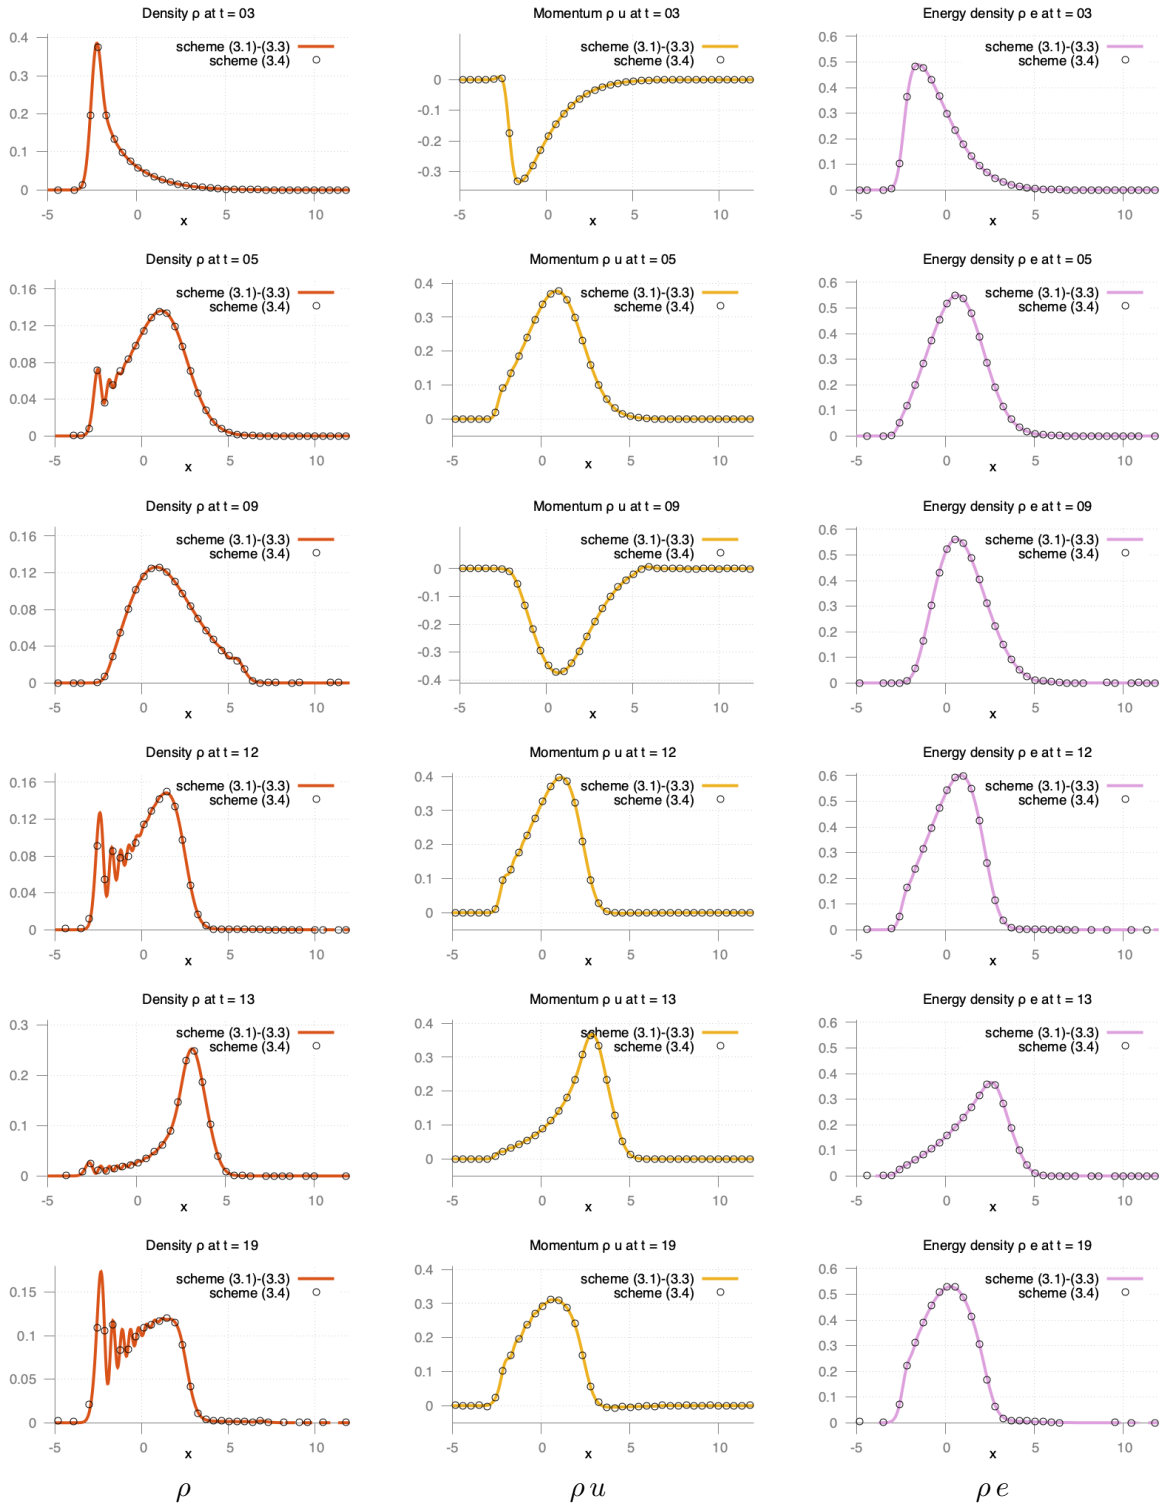 Density ρ at t = 03
scheme (3.1)-(3.3)
scheme (3.4)
0.4
0.3
0.2
0.1
0
-5 0 5 10
x
Momentum ρ u at t = 03
scheme (3.1)-(3.3)
scheme (3.4)
0
-0.1
-0.2
-0.3
-5 0 5 10
x
Energy density ρ e at t = 03
scheme (3.1)-(3.3)
scheme (3.4)
0.6
0.5
0.4
0.3
0.2
0.1
0
-5 0 5 10
x
Density ρ at t = 05
scheme (3.1)-(3.3)
scheme (3.4)
0.16
0.12
0.08
0.04
0
-5 0 5 10
x
Momentum ρ u at t = 05
scheme (3.1)-(3.3)
scheme (3.4)
0.4
0.3
0.2
0.1
0
-5 0 5 10
x
Energy density ρ e at t = 05
scheme (3.1)-(3.3)
scheme (3.4)
0.6
0.5
0.4
0.3
0.2
0.1
0
-5 0 5 10
x
Density ρ at t = 09
scheme (3.1)-(3.3)
scheme (3.4)
0.16
0.12
0.08
0.04
0
-5 0 5 10
x
Momentum ρ u at t = 09
scheme (3.1)-(3.3)
scheme (3.4)
0
-0.1
-0.2
-0.3
-0.4
-5 0 5 10
x
Energy density ρ e at t = 09
scheme (3.1)-(3.3)
scheme (3.4)
0.6
0.5
0.4
0.3
0.2
0.1
0
-5 0 5 10
x
Density ρ at t = 12
scheme (3.1)-(3.3)
scheme (3.4)
0.16
0.12
0.08
0.04
0
-5 0 5 10
x
Momentum ρ u at t = 12
scheme (3.1)-(3.3)
scheme (3.4)
0.4
0.3
0.2
0.1
0
-5 0 5 10
x
Energy density ρ e at t = 12
scheme (3.1)-(3.3)
scheme (3.4)
0.6
0.5
0.4
0.3
0.2
0.1
0
-5 0 5 10
x
Density ρ at t = 13
scheme (3.1)-(3.3)
scheme (3.4)
0.3
0.2
0.1
0
-5 0 5 10
x
Momentum ρ u at t = 13
scheme (3.1)-(3.3)
scheme (3.4)
0.4
0.3
0.2
0.1
0
-5 0 5 10
x
Energy density ρ e at t = 13
scheme (3.1)-(3.3)
scheme (3.4)
0.6
0.5
0.4
0.3
0.2
0.1
0
-5 0 5 10
x
Density ρ at t = 19
scheme (3.1)-(3.3)
scheme (3.4)
0.15
0.1
0.05
0
-5 0 5 10
x
Momentum ρ u at t = 19
scheme (3.1)-(3.3)
scheme (3.4)
0.4
0.3
0.2
0.1
0
-5 0 5 10
x
Energy density ρ e at t = 19
scheme (3.1)-(3.3)
scheme (3.4)
0.6
0.5
0.4
0.3
0.2
0.1
0
-5 0 5 10
x
ρ
ρ u
ρ e